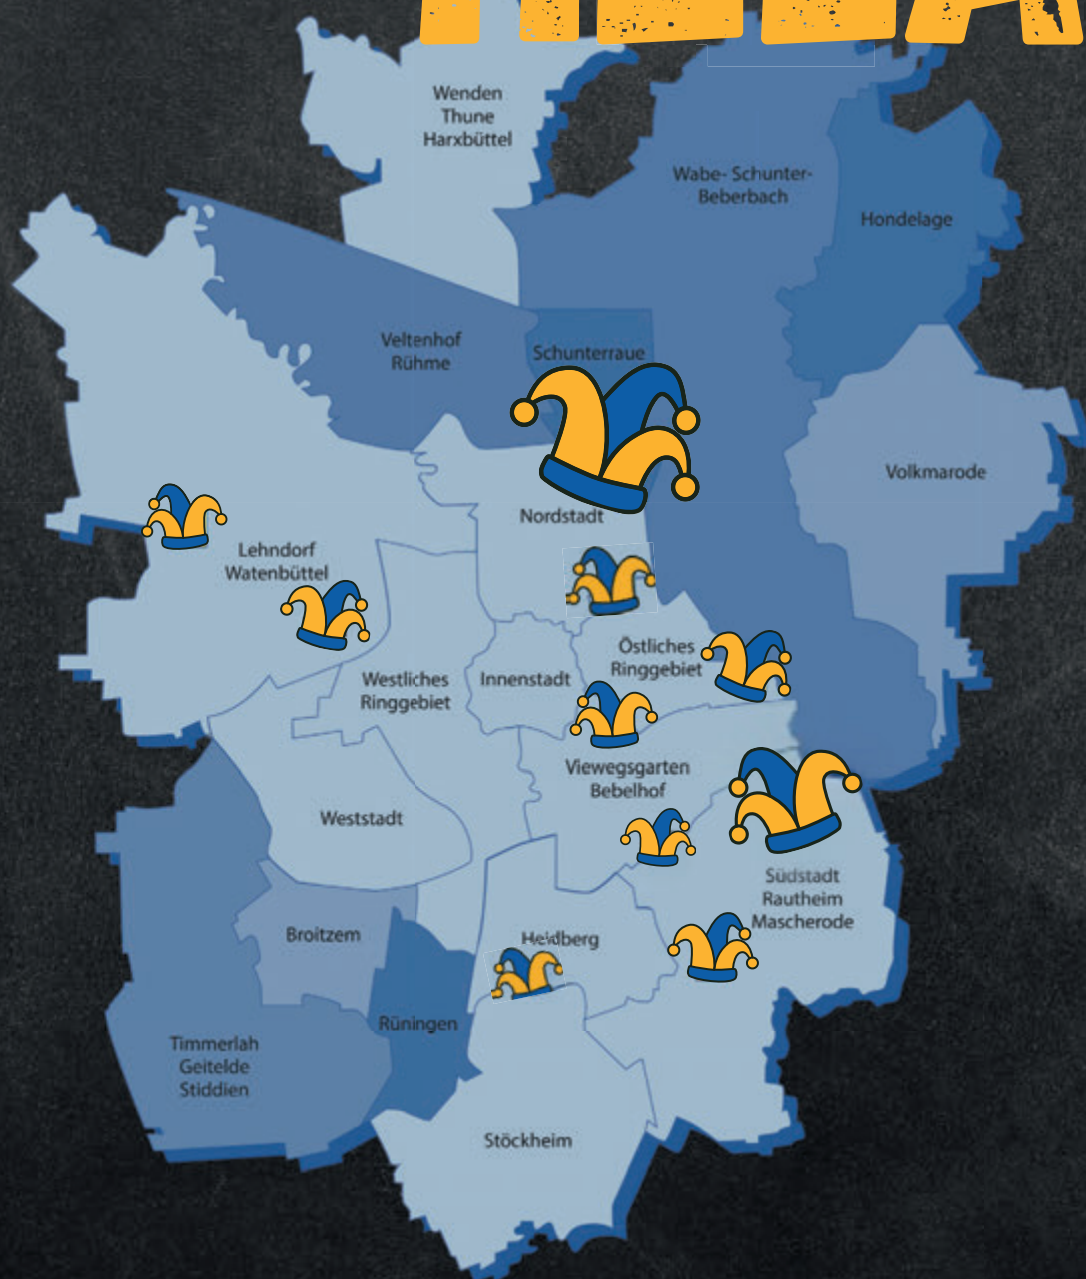 Wenden
Thune
Harxbüttel
Wabe- Schunter-
Beberbach
Hondelage
Veltenhof
Rühme
Schunterraue
Volkmarode
Nordstadt
Lehndorf
Watenbüttel
Östliches
Ringgebiet
Westliches
Ringgebiet
Innenstadt
Viewegsgarten
Bebelhof
Weststadt
Südstadt
Rautheim
Mascherode
Broitzem
Heidberg
Rüningen
Timmerlah
Geitelde
Stiddien
Stöckheim